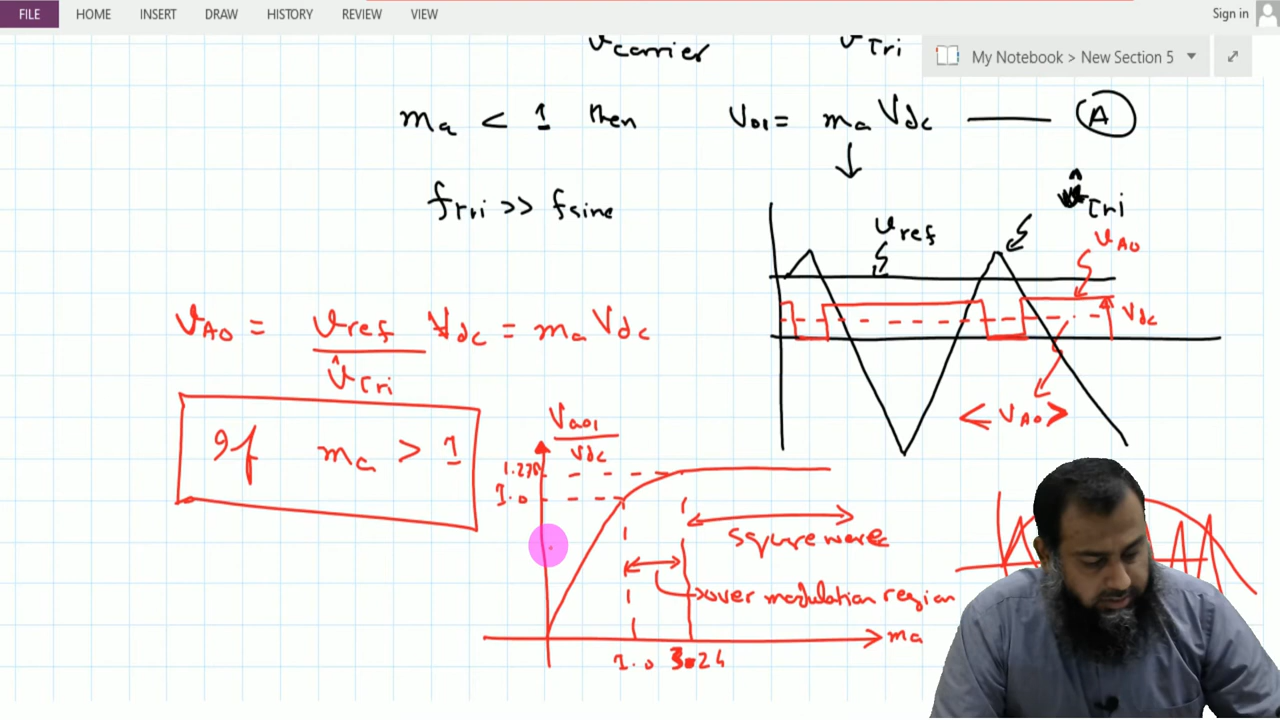 FILE HOME INSERT DRAW HISTORY REVIEW VIEW
Sign in
My Notebook > New Section 5
Vcarrier VTri
ma < 1 then Vo1 = ma Vdc —— A
fTri >> fsine
v̂Tri
vref
vAo
Vdc
<VAo>
vAo = vref / v̂Tri Vdc = ma Vdc
If ma > 1
Vao1 / Vdc
1.278
1.0
square wave
over modulation region
ma
1.0 3.24